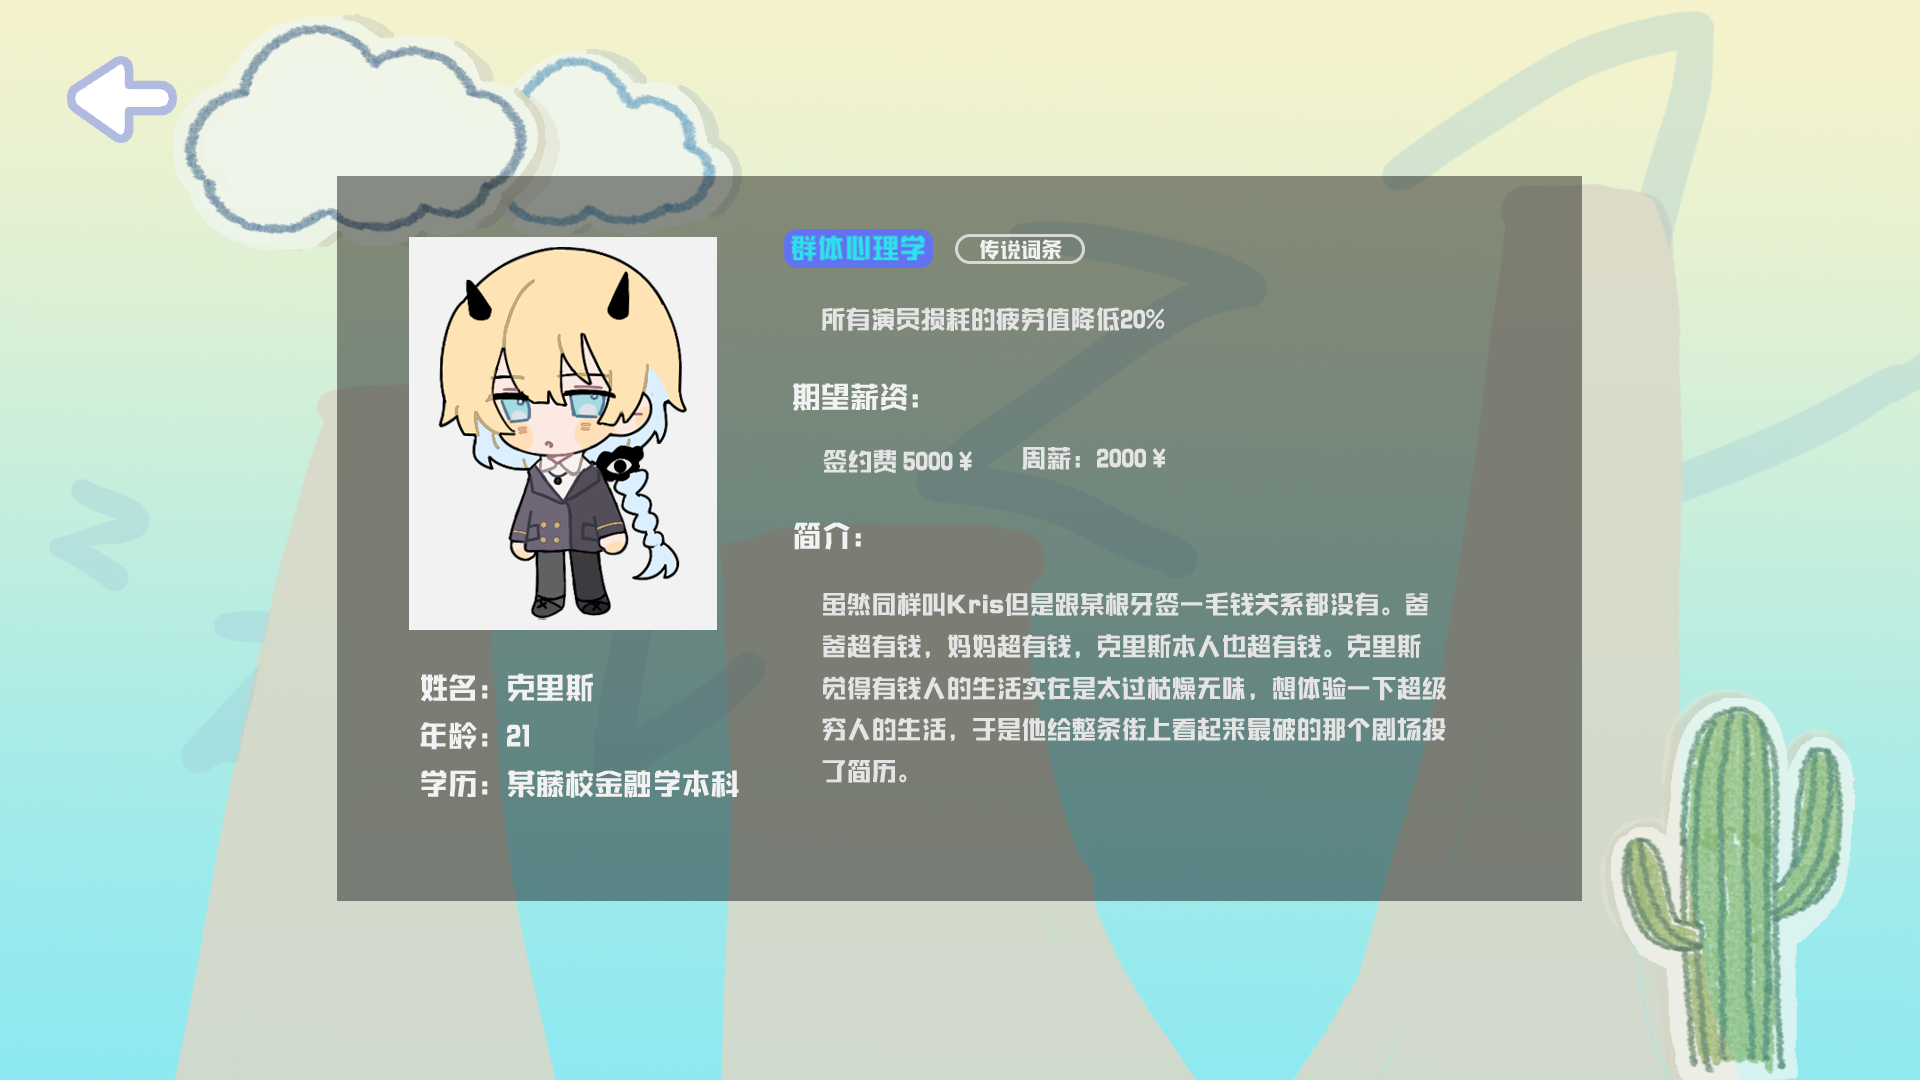 群体心理学 传说词条
所有演员损耗的疲劳值降低20%
期望薪资：
签约费 5000 ¥ 周薪：2000 ¥
简介：
虽然同样叫Kris但是跟某根牙签一毛钱关系都没有。爸
爸超有钱，妈妈超有钱，克里斯本人也超有钱。克里斯
觉得有钱人的生活实在是太过枯燥无味，想体验一下超级
穷人的生活，于是他给整条街上看起来最破的那个剧场投
了简历。
姓名：克里斯
年龄：21
学历：某藤校金融学本科